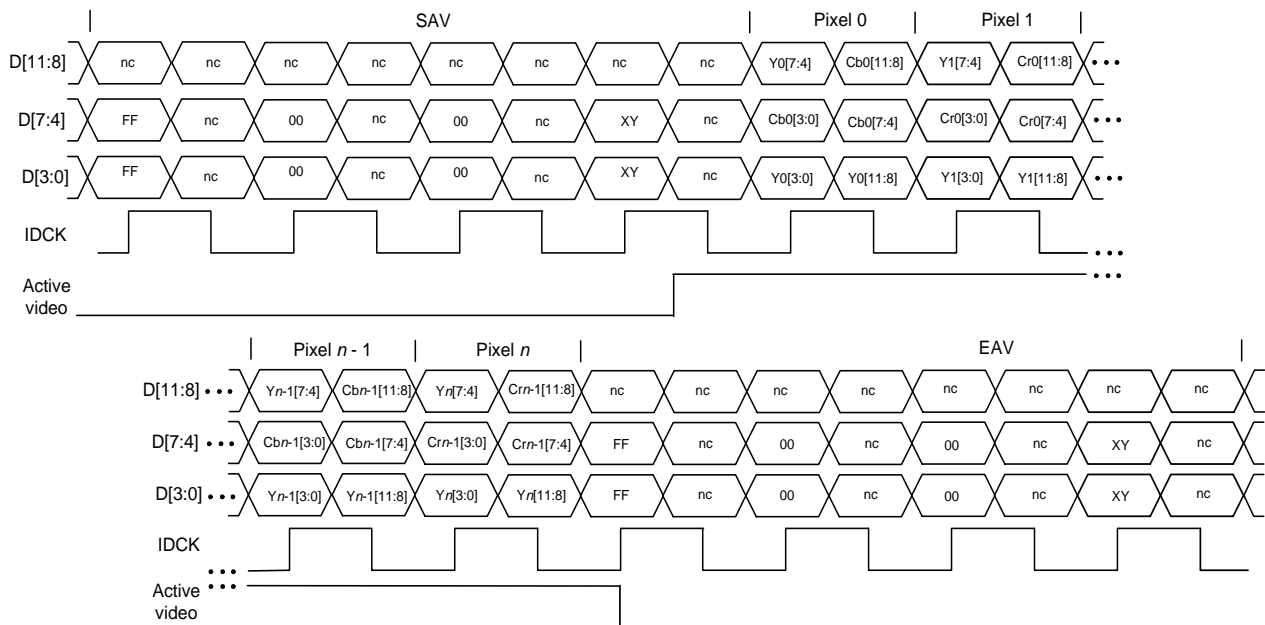 SAV Pixel 0 Pixel 1
D[11:8] nc nc nc nc nc nc nc nc Y0[7:4] Cb0[11:8] Y1[7:4] Cr0[11:8] •••
D[7:4] FF nc 00 nc 00 nc XY nc Cb0[3:0] Cb0[7:4] Cr0[3:0] Cr0[7:4] •••
D[3:0] FF nc 00 nc 00 nc XY nc Y0[3:0] Y0[11:8] Y1[3:0] Y1[11:8] •••
IDCK •••
Active •••
video
Pixel n - 1 Pixel n EAV
D[11:8] ••• Yn-1[7:4] Cbn-1[11:8] Yn[7:4] Crn-1[11:8] nc nc nc nc nc nc nc nc
D[7:4] ••• Cbn-1[3:0] Cbn-1[7:4] Crn-1[3:0] Crn-1[7:4] FF nc 00 nc 00 nc XY nc
D[3:0] ••• Yn-1[3:0] Yn-1[11:8] Yn[3:0] Yn[11:8] FF nc 00 nc 00 nc XY nc
IDCK •••
Active •••
video